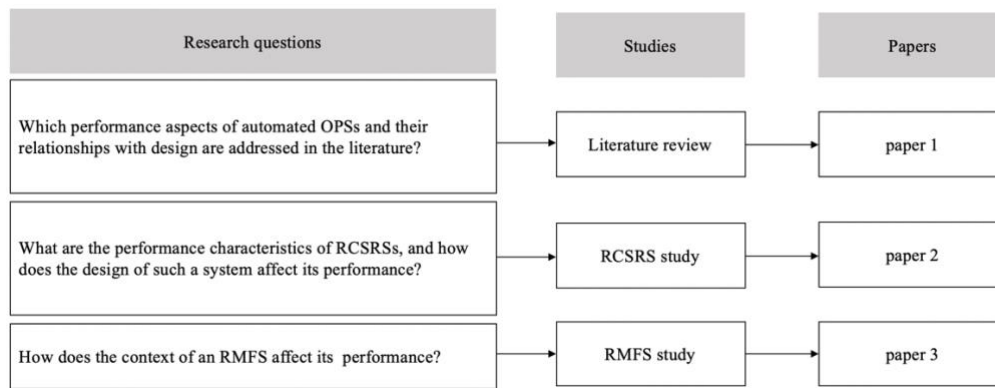 Research questions
Studies
Papers
Which performance aspects of automated OPSs and their
relationships with design are addressed in the literature?
Literature review
paper 1
What are the performance characteristics of RCSRSs, and how
does the design of such a system affect its performance?
RCSRS study
paper 2
How does the context of an RMFS affect its  performance?
RMFS study
paper 3